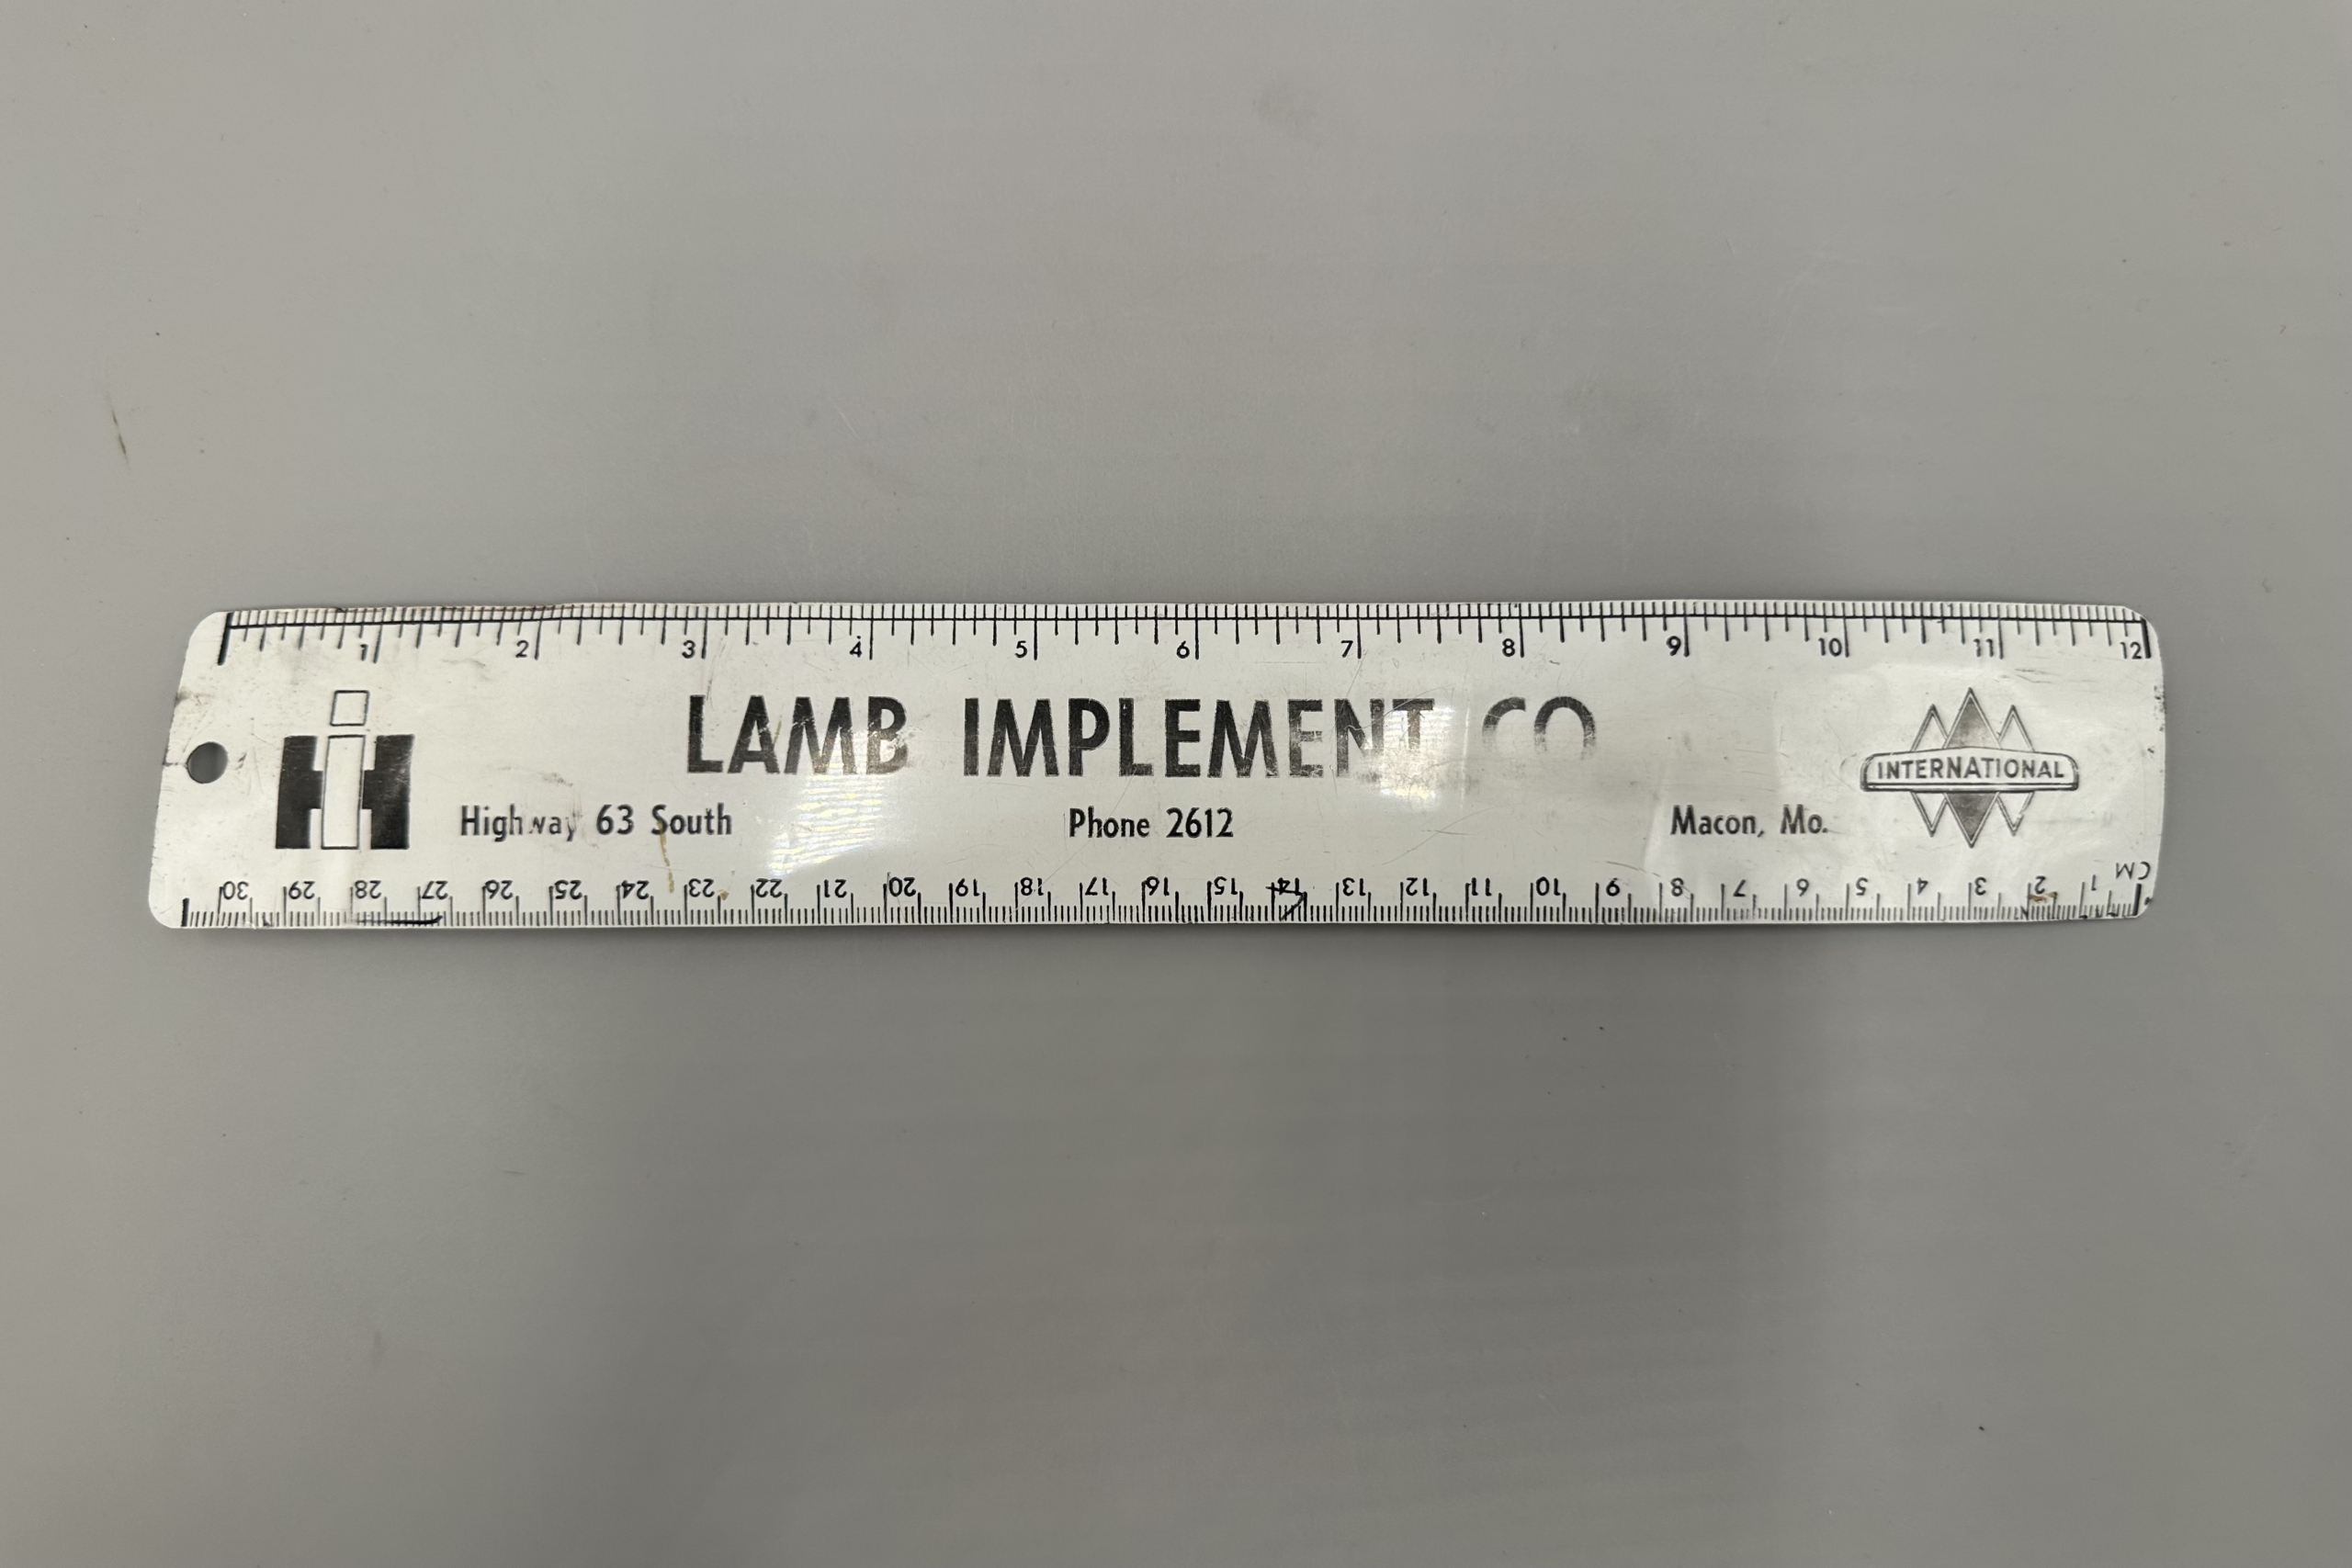 1 2 3 4 5 6 7 8 9 10 11 12
IH
LAMB IMPLEMENT CO
INTERNATIONAL
Highway 63 South Phone 2612 Macon, Mo.
CM
30 29 28 27 26 25 24 23 22 21 20 19 18 17 16 15 14 13 12 11 10 9 8 7 6 5 4 3 2 1